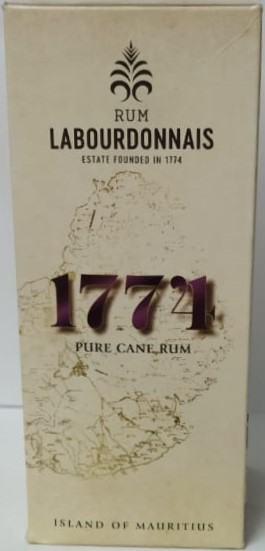 RUM
LABOURDONNAIS
ESTATE FOUNDED IN 1774
1774
PURE CANE RUM
ISLAND OF MAURITIUS